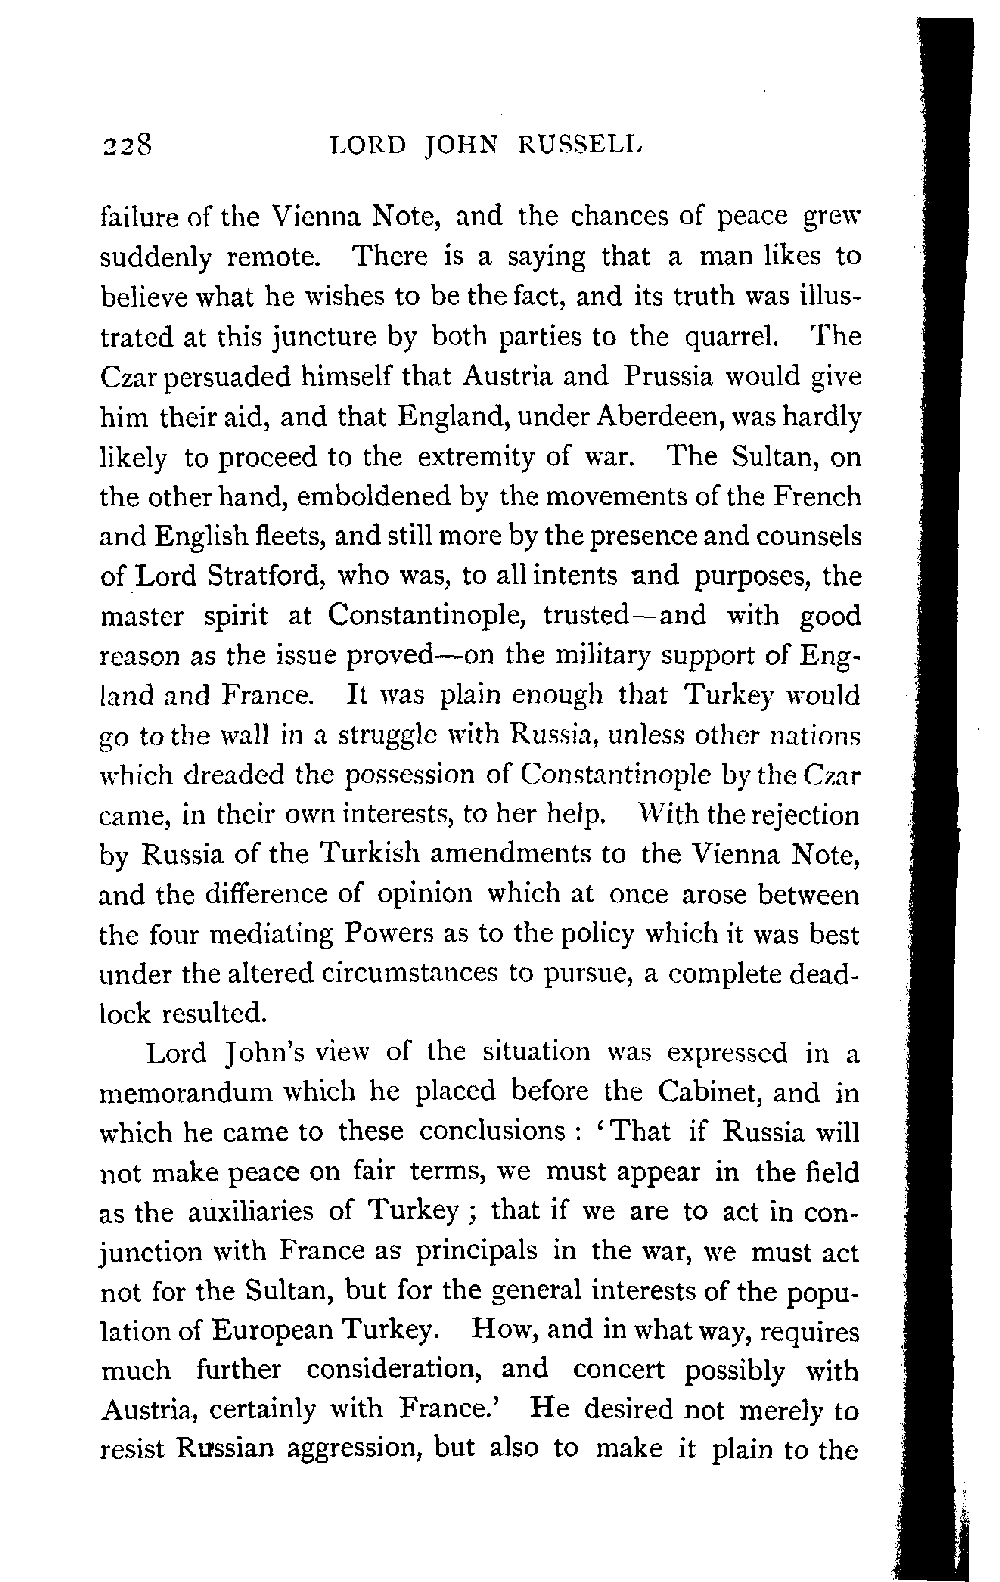 228 LORD JOHN RUSSELL
failure of the Vienna Note, and the chances of peace grew
suddenly remote. There is a saying that a man likes to
believe what he wishes to be the fact, and its truth was illus-
trated at this juncture by both parties to the quarrel. The
Czar persuaded himself that Austria and Prussia would give
him their aid, and that England, under Aberdeen, was hardly
likely to proceed to the extremity of war. The Sultan, on
the other hand, emboldened by the movements of the French
and English fleets, and still more by the presence and counsels
of Lord Stratford, who was, to all intents and purposes, the
master spirit at Constantinople, trusted—and with good
reason as the issue proved—on the military support of Eng-
land and France. It was plain enough that Turkey would
go to the wall in a struggle with Russia, unless other nations
which dreaded the possession of Constantinople by the Czar
came, in their own interests, to her help. With the rejection
by Russia of the Turkish amendments to the Vienna Note,
and the difference of opinion which at once arose between
the four mediating Powers as to the policy which it was best
under the altered circumstances to pursue, a complete dead-
lock resulted.
Lord John's view of the situation was expressed in a
memorandum which he placed before the Cabinet, and in
which he came to these conclusions : ‘That if Russia will
not make peace on fair terms, we must appear in the field
as the auxiliaries of Turkey ; that if we are to act in con-
junction with France as principals in the war, we must act
not for the Sultan, but for the general interests of the popu-
lation of European Turkey. How, and in what way, requires
much further consideration, and concert possibly with
Austria, certainly with France.’ He desired not merely to
resist Russian aggression, but also to make it plain to the